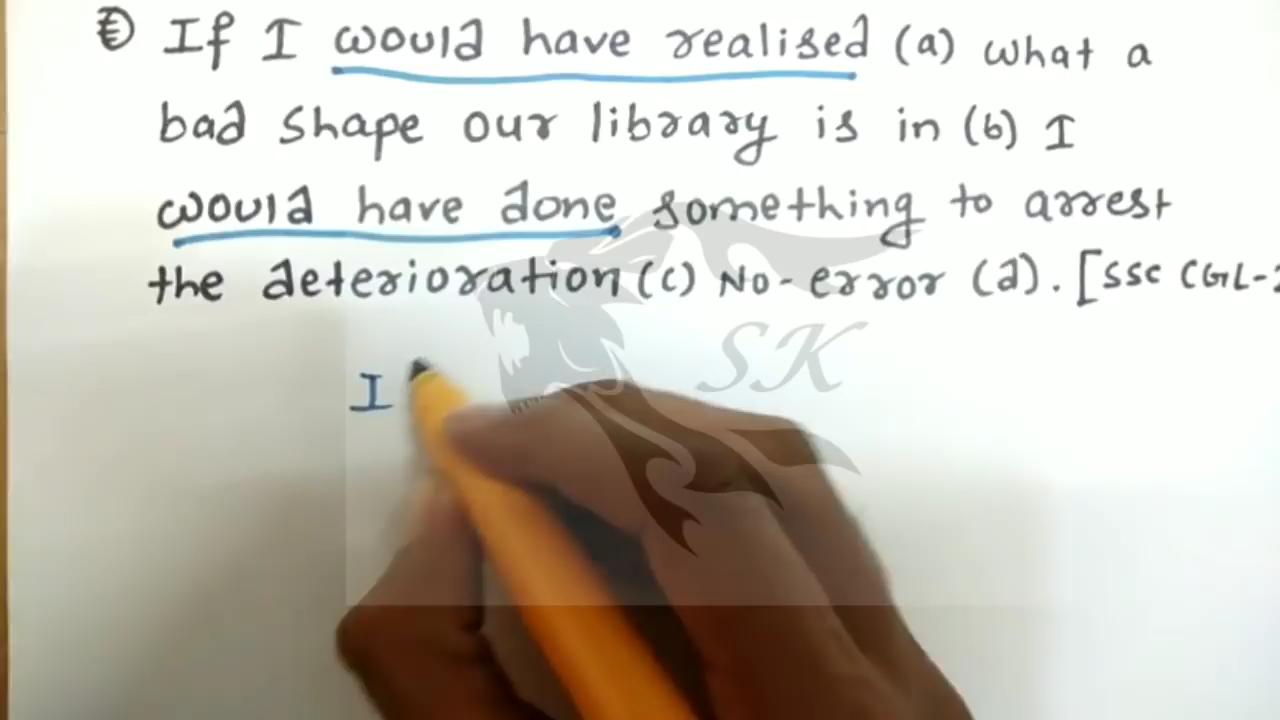 Ⓔ If I would have realised (a) what a
bad shape our library is in (b) I
would have done something to arrest
the deterioration (c) No-error (d). [SSC CGL-2
SK
I